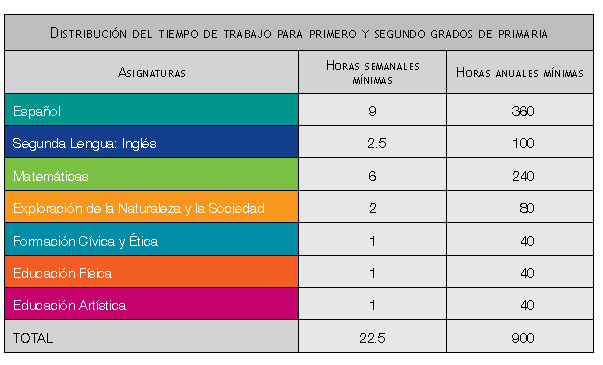 Distribución del tiempo de trabajo para primero y segundo grados de primaria
Asignaturas Horas semanales mínimas Horas anuales mínimas
Español 9 360
Segunda Lengua: Inglés 2.5 100
Matemáticas 6 240
Exploración de la Naturaleza y la Sociedad 2 80
Formación Cívica y Ética 1 40
Educación Física 1 40
Educación Artística 1 40
TOTAL 22.5 900